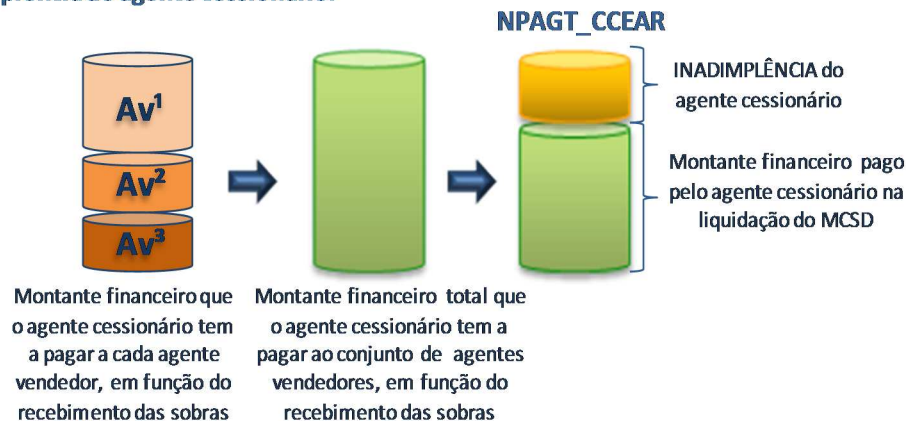 agente cessionário.
NPAGT_CCEAR
Av1
Av2
Av3
INADIMPLÊNCIA do
agente cessionário
Montante financeiro pago
pelo agente cessionário na
liquidação do MCSD
Montante financeiro que
o agente cessionário tem
a pagar a cada agente
vendedor, em função do
recebimento das sobras
Montante financeiro total que
o agente cessionário tem a
pagar ao conjunto de agentes
vendedores, em função do
recebimento das sobras